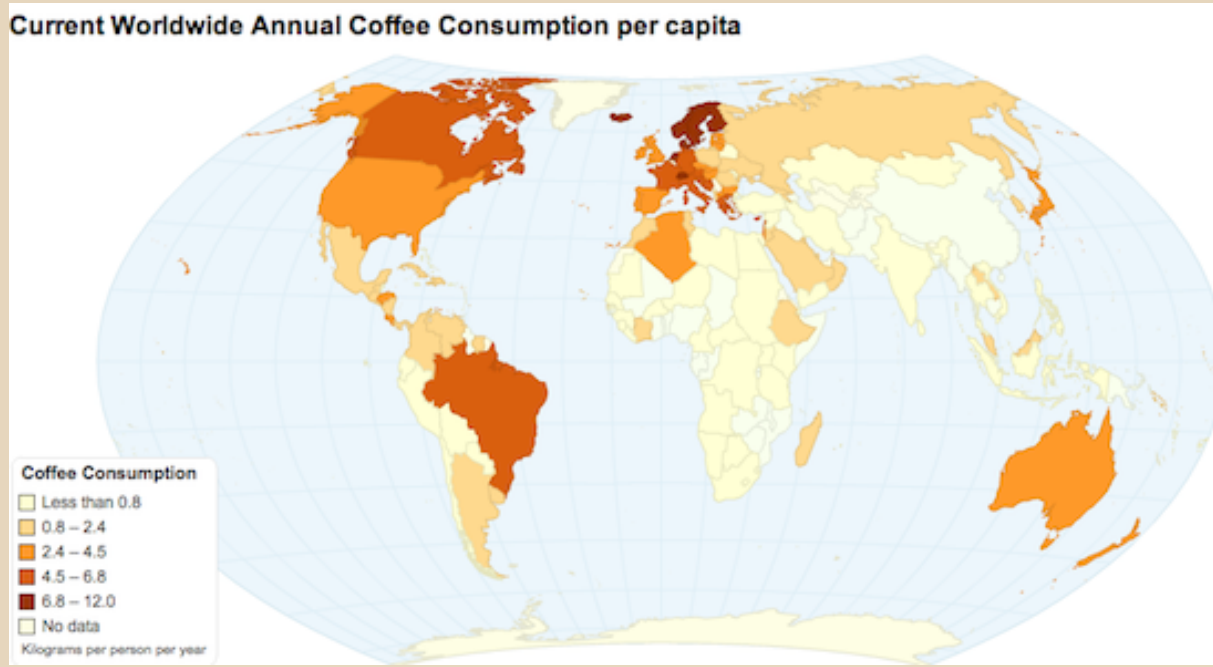 Current Worldwide Annual Coffee Consumption per capita
Coffee Consumption
Less than 0.8
0.8 – 2.4
2.4 – 4.5
4.5 – 6.8
6.8 – 12.0
No data
Kilograms per person per year